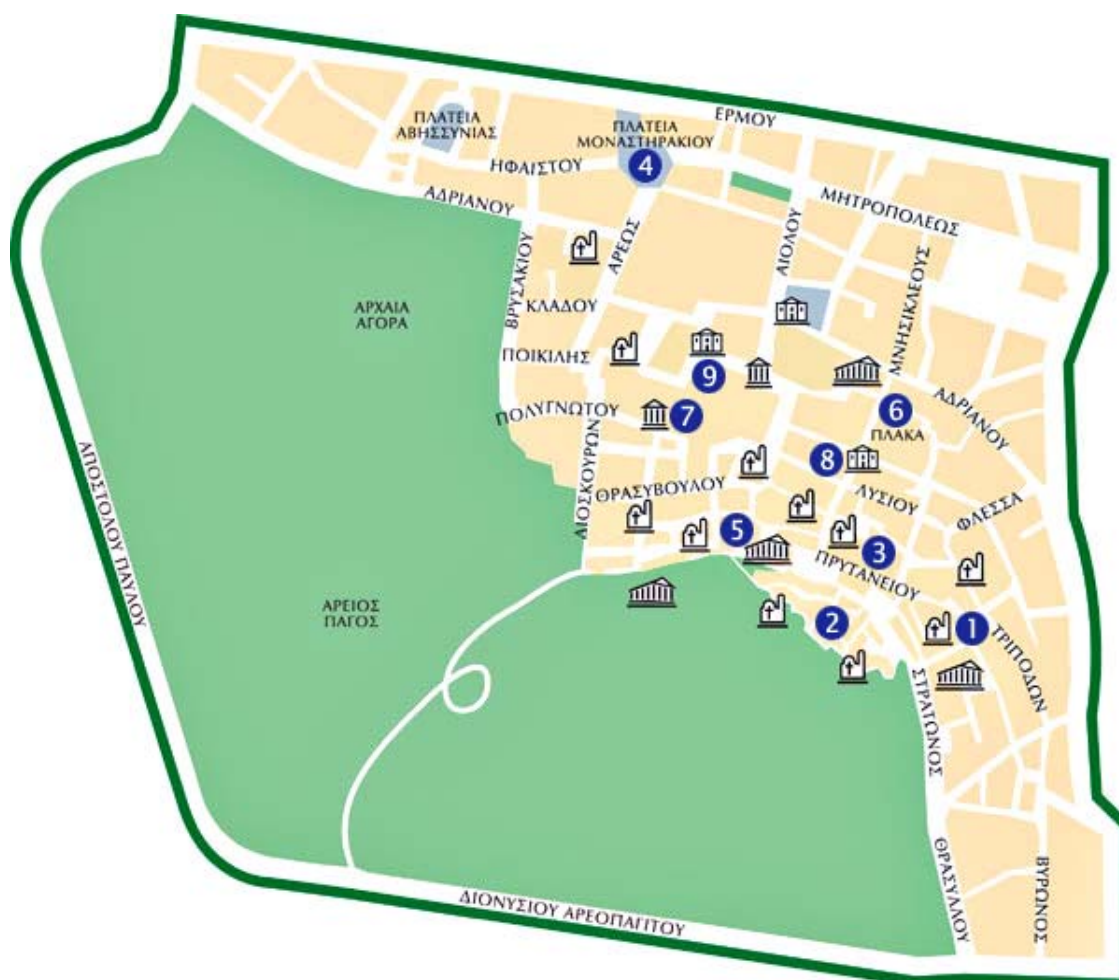 ΕΡΜΟΥ
ΠΛΑΤΕΙΑ
ΑΒΗΣΣΥΝΙΑΣ
ΠΛΑΤΕΙΑ
ΜΟΝΑΣΤΗΡΑΚΙΟΥ
4
ΗΦΑΙΣΤΟΥ
ΜΗΤΡΟΠΟΛΕΩΣ
ΑΔΡΙΑΝΟΥ
ΑΡΕΩΣ
ΑΙΟΛΟΥ
ΜΝΗΣΙΚΛΕΟΥΣ
ΒΡΥΣΑΚΙΟΥ
ΑΡΧΑΙΑ
ΑΓΟΡΑ
ΚΛΑΔΟΥ
ΠΟΙΚΙΛΗΣ
9
ΑΔΡΙΑΝΟΥ
6
ΠΛΑΚΑ
ΠΟΛΥΓΝΩΤΟΥ
7
8
ΔΙΟΣΚΟΥΡΩΝ
ΘΡΑΣΥΒΟΥΛΟΥ
ΛΥΣΙΟΥ
ΦΛΕΣΣΑ
5
3
ΠΡΥΤΑΝΕΙΟΥ
ΑΠΟΣΤΟΛΟΥ ΠΑΥΛΟΥ
ΑΡΕΙΟΣ
ΠΑΓΟΣ
2
1
ΤΡΙΠΟΔΩΝ
ΣΤΡΑΤΩΝΟΣ
ΘΡΑΣΥΛΛΟΥ
ΒΥΡΩΝΟΣ
ΔΙΟΝΥΣΙΟΥ ΑΡΕΟΠΑΓΙΤΟΥ